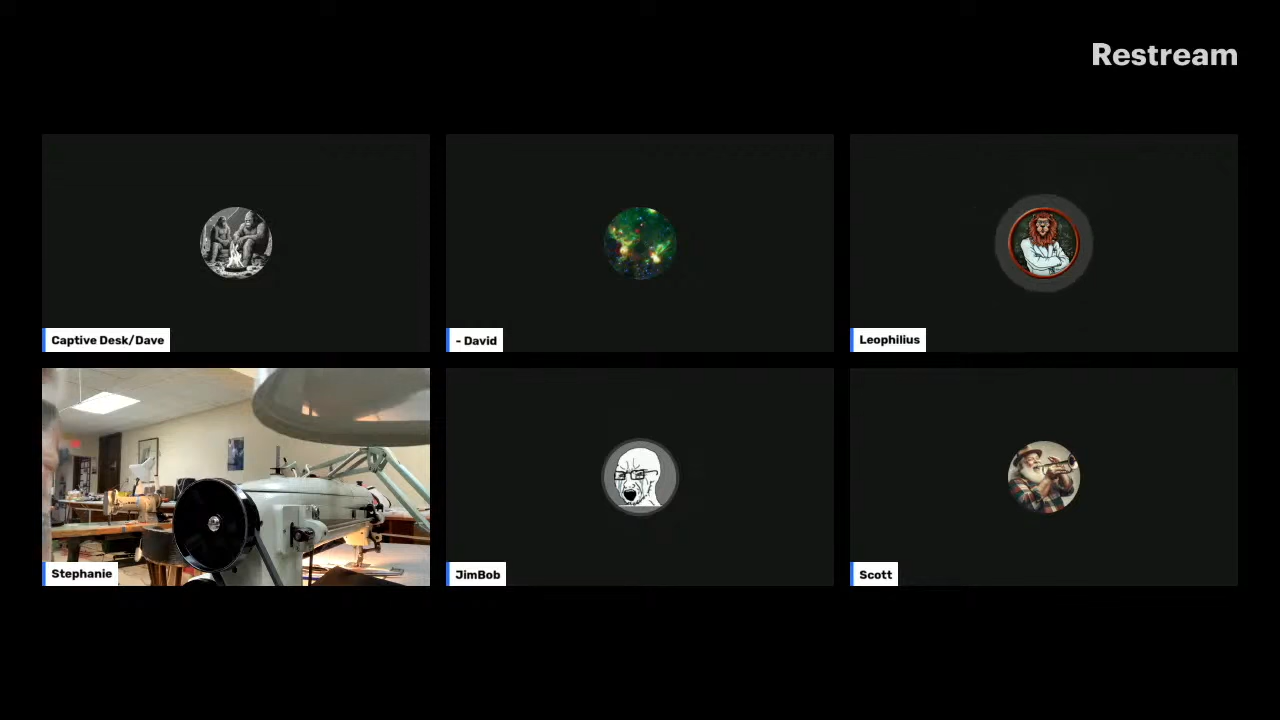 Restream
Captive Desk/Dave
- David
Leophilius
Stephanie
JimBob
Scott